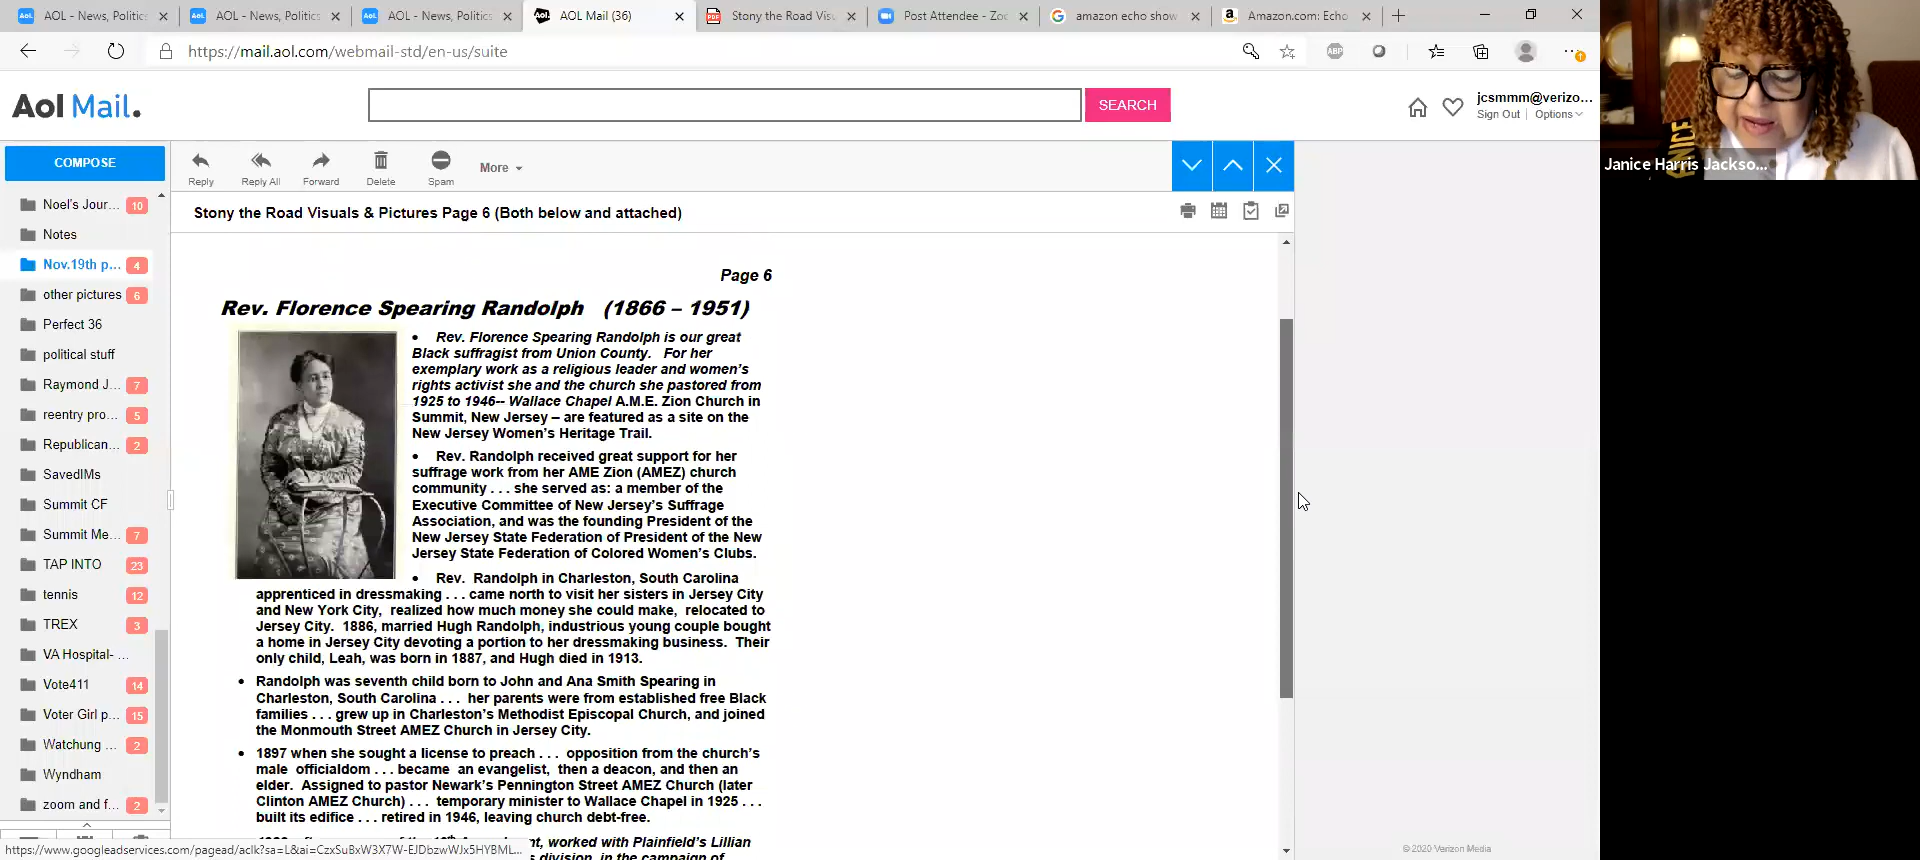 AOL - News, Politics
AOL - News, Politics
AOL - News, Politics
AOL Mail (36)
Stony the Road Visu
Post Attendee - Zoo
amazon echo show
Amazon.com: Echo
https://mail.aol.com/webmail-std/en-us/suite
ABP
Aol Mail.
SEARCH
jcsmmm@verizo...
Sign Out
Options
COMPOSE
Reply
Reply All
Forward
Delete
Spam
More
Janice Harris Jackso...
Noel's Jour... 10
Notes
Nov.19th p... 4
other pictures 6
Perfect 36
political stuff
Raymond J... 7
reentry pro... 5
Republican... 2
SavedIMs
Summit CF
Summit Me... 7
TAP INTO 23
tennis 12
TREX 3
VA Hospital- ...
Vote411 14
Voter Girl p... 15
Watchung ... 2
Wyndham
zoom and f... 2
Stony the Road Visuals & Pictures Page 6 (Both below and attached)
Page 6
Rev. Florence Spearing Randolph (1866 – 1951)
• Rev. Florence Spearing Randolph is our great
Black suffragist from Union County. For her
exemplary work as a religious leader and women's
rights activist she and the church she pastored from
1925 to 1946-- Wallace Chapel A.M.E. Zion Church in
Summit, New Jersey – are featured as a site on the
New Jersey Women's Heritage Trail.
• Rev. Randolph received great support for her
suffrage work from her AME Zion (AMEZ) church
community . . . she served as: a member of the
Executive Committee of New Jersey's Suffrage
Association, and was the founding President of the
New Jersey State Federation of President of the New
Jersey State Federation of Colored Women's Clubs.
• Rev. Randolph in Charleston, South Carolina
apprenticed in dressmaking . . . came north to visit her sisters in Jersey City
and New York City, realized how much money she could make, relocated to
Jersey City. 1886, married Hugh Randolph, industrious young couple bought
a home in Jersey City devoting a portion to her dressmaking business. Their
only child, Leah, was born in 1887, and Hugh died in 1913.
• Randolph was seventh child born to John and Ana Smith Spearing in
Charleston, South Carolina . . . her parents were from established free Black
families . . . grew up in Charleston's Methodist Episcopal Church, and joined
the Monmouth Street AMEZ Church in Jersey City.
• 1897 when she sought a license to preach . . . opposition from the church's
male officialdom . . . became an evangelist, then a deacon, and then an
elder. Assigned to pastor Newark's Pennington Street AMEZ Church (later
Clinton AMEZ Church) . . . temporary minister to Wallace Chapel in 1925 . . .
built its edifice . . . retired in 1946, leaving church debt-free.
nt, worked with Plainfield's Lillian
s division, in the campaign of
https://www.googleadservices.com/pagead/aclk?sa=L&ai=CzxSuBxW3X7W-EJDbzwWJx5HYBML...
© 2020 Verizon Media